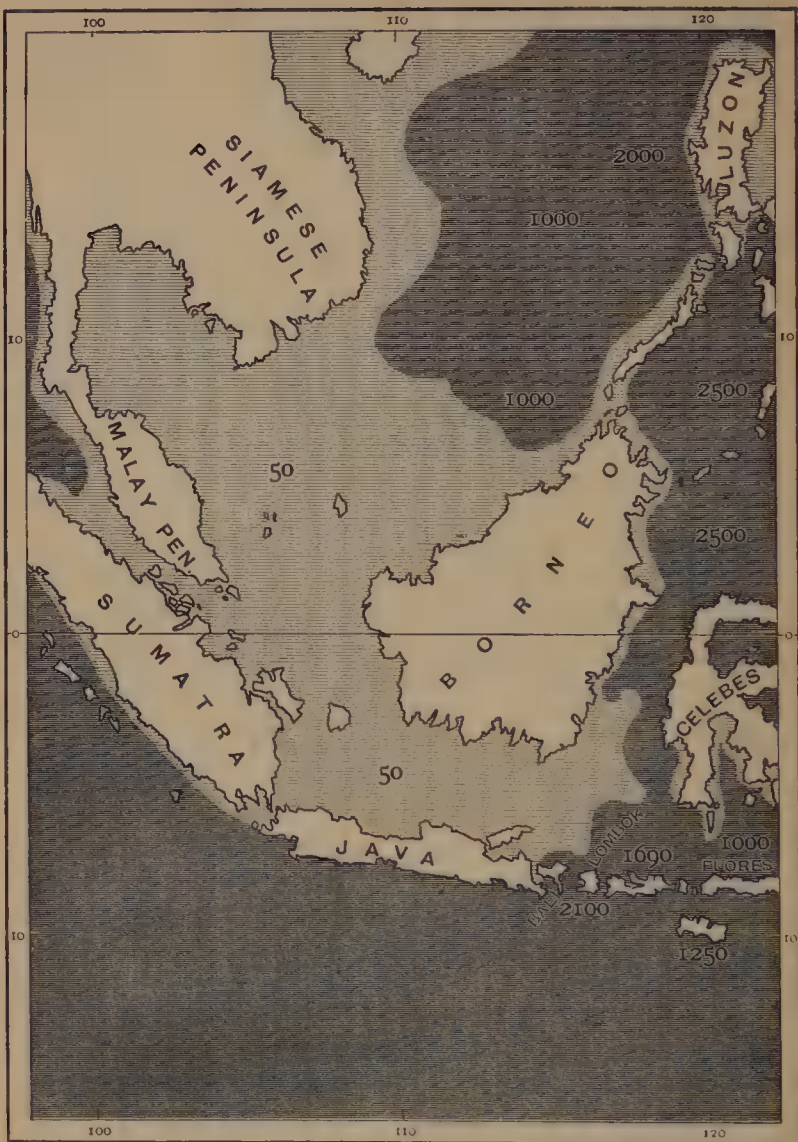 100 110 120
LUZON
2000
SIAMESE
PENINSULA
1000
10 10
1000
2500
50
MALAY PEN.
BORNEO
2500
SUMATRA
0 0
CELEBES
50
JAVA
LOMBOK
1690
1000
FLORES
BALI
2100
10 10
1250
100 110 120